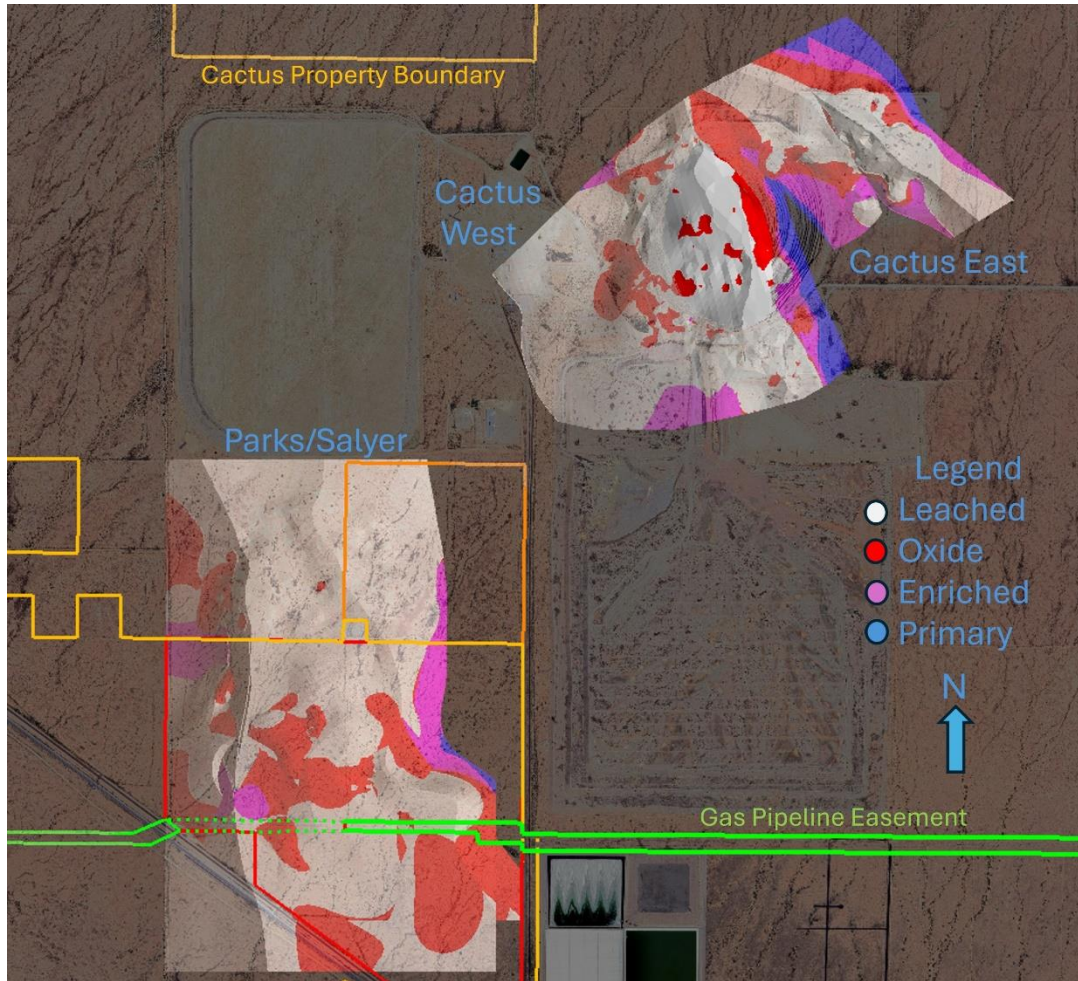 Cactus Property Boundary
Cactus
West
Cactus East
Parks/Salyer
Legend
Leached
Oxide
Enriched
Primary
N
Gas Pipeline Easement